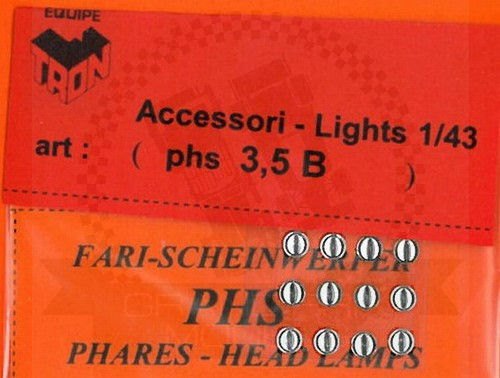 EQUIPE
TRON
Accessori - Lights 1/43
art : ( phs 3,5 B )
FARI-SCHEINWERFER
PHS
PHARES - HEAD LAMPS